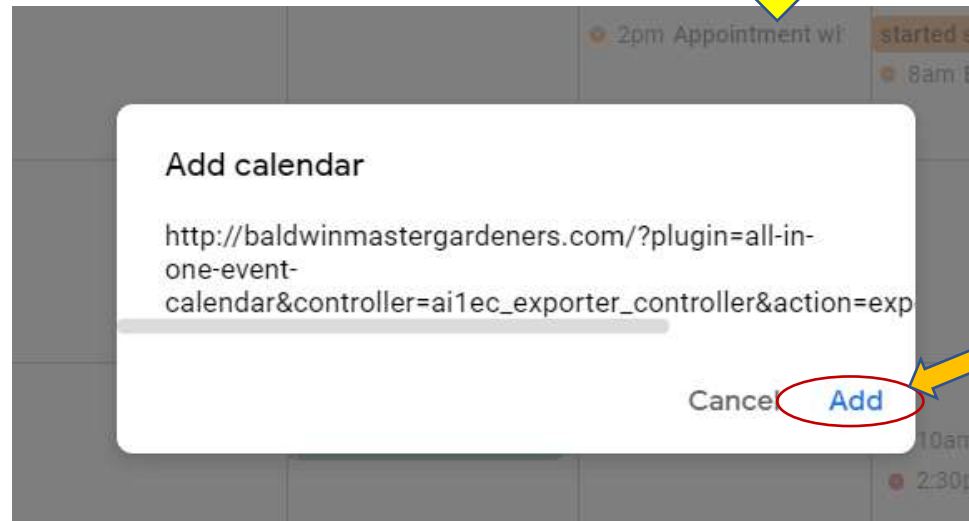 2pm Appointment wi
started
8am
Add calendar
http://baldwinmastergardeners.com/?plugin=all-in-
one-event-
calendar&controller=ai1ec_exporter_controller&action=exp
Cancel Add
10am
2:30p